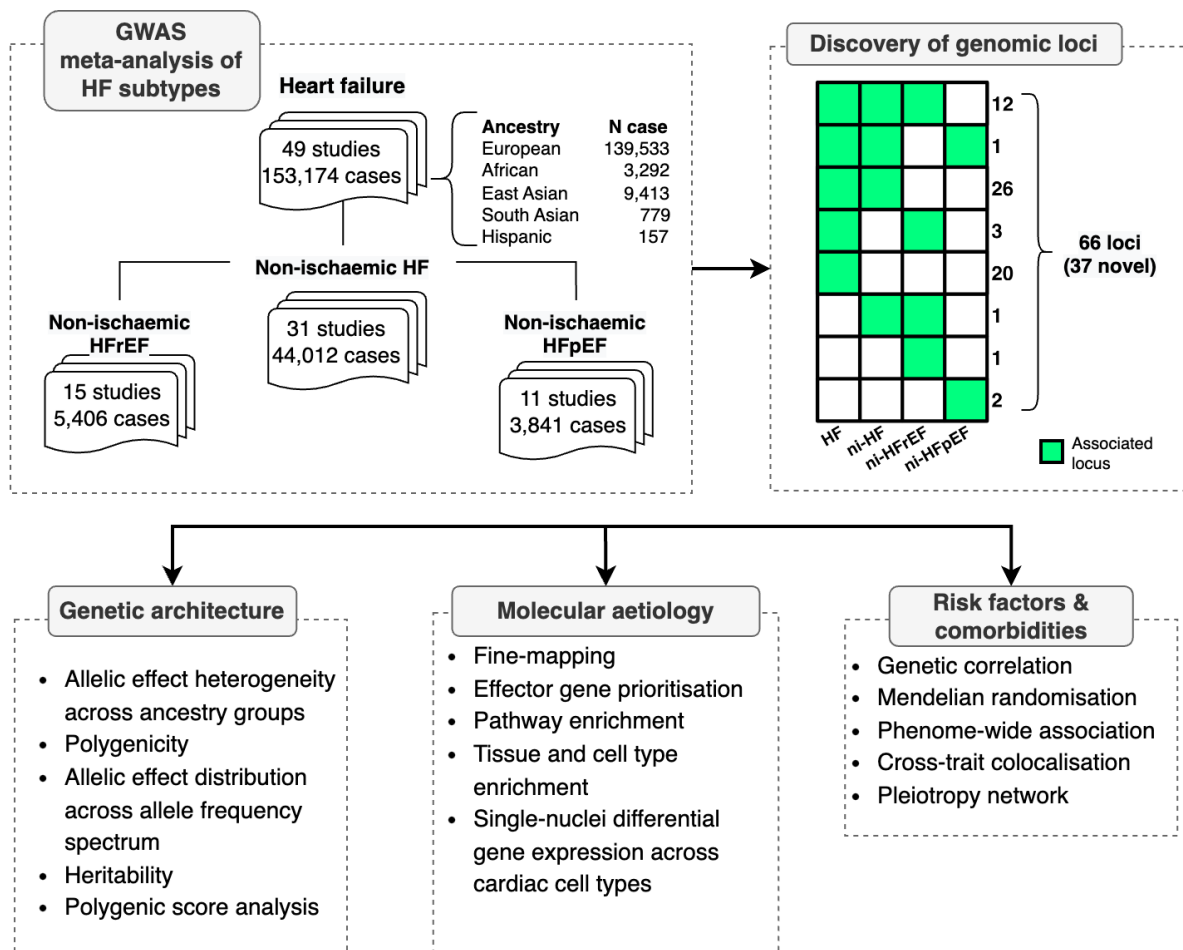 GWAS
meta-analysis of
HF subtypes
Heart failure
49 studies
153,174 cases
Ancestry N case
European 139,533
African 3,292
East Asian 9,413
South Asian 779
Hispanic 157
Non-ischaemic HF
31 studies
44,012 cases
Non-ischaemic
HFrEF
15 studies
5,406 cases
Non-ischaemic
HFpEF
11 studies
3,841 cases
Discovery of genomic loci
12
1
26
3
20
1
1
2
66 loci
(37 novel)
HF
ni-HF
ni-HFrEF
ni-HFpEF
Associated
locus
Genetic architecture
• Allelic effect heterogeneity
across ancestry groups
• Polygenicity
• Allelic effect distribution
across allele frequency
spectrum
• Heritability
• Polygenic score analysis
Molecular aetiology
• Fine-mapping
• Effector gene prioritisation
• Pathway enrichment
• Tissue and cell type
enrichment
• Single-nuclei differential
gene expression across
cardiac cell types
Risk factors &
comorbidities
• Genetic correlation
• Mendelian randomisation
• Phenome-wide association
• Cross-trait colocalisation
• Pleiotropy network